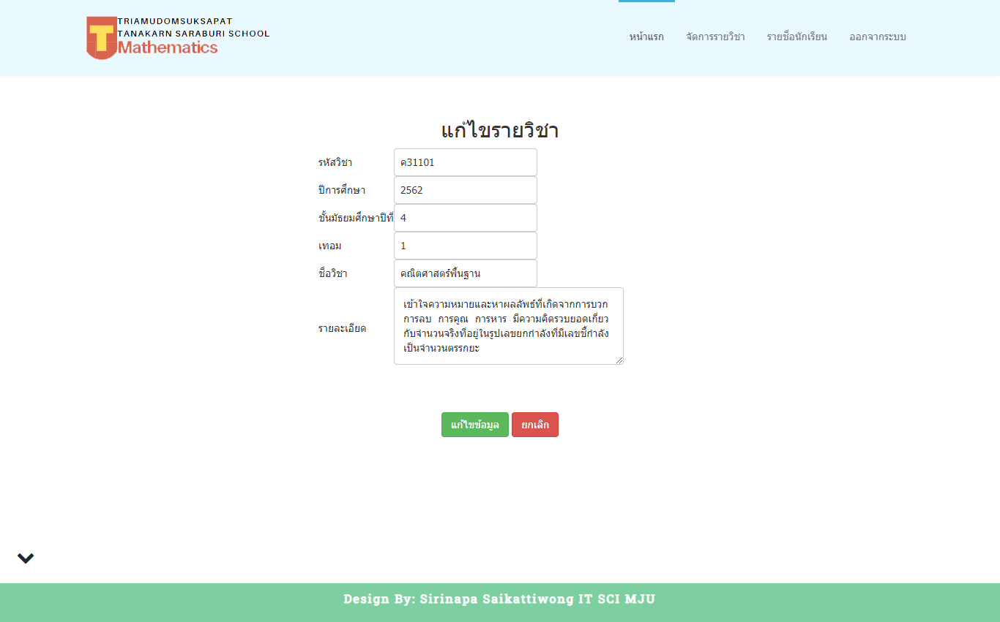 TRIAMUDOMSUKSAPAT
TANAKARN SARABURI SCHOOL
Mathematics
หน้าแรก จัดการรายวิชา รายชื่อนักเรียน ออกจากระบบ
แก้ไขรายวิชา
รหัสวิชา ค31101
ปีการศึกษา 2562
ชั้นมัธยมศึกษาปีที่ 4
เทอม 1
ชื่อวิชา คณิตศาสตร์พื้นฐาน
รายละเอียด
เข้าใจความหมายและหาผลลัพธ์ที่เกิดจากการบวก
การลบ การคูณ การหาร มีความคิดรวบยอดเกี่ยว
กับจำนวนจริงที่อยู่ในรูปเลขยกกำลังที่มีเลขชี้กำลัง
เป็นจำนวนตรรกยะ
แก้ไขข้อมูล ยกเลิก
Design By: Sirinapa Saikattiwong IT SCI MJU